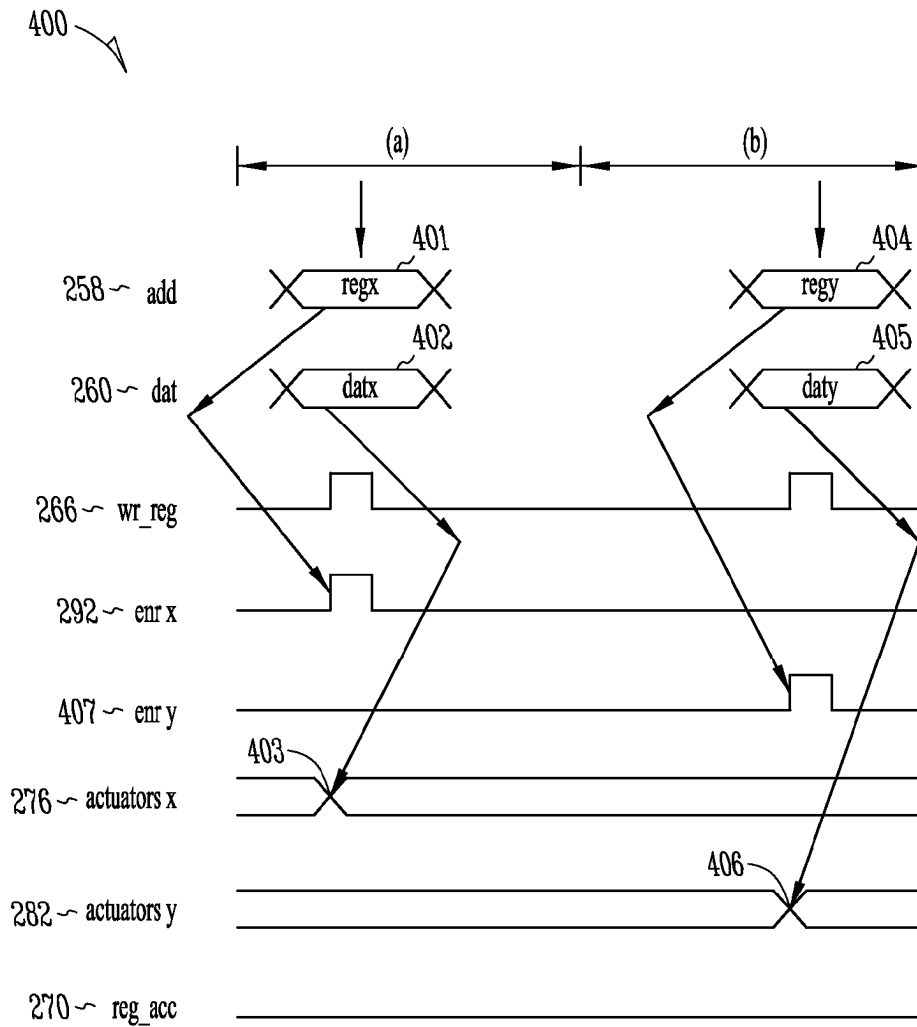 400
(a) (b)
401 404
258 ~ add regx regy
402 405
260 ~ dat datx daty
266 ~ wr_reg
292 ~ enr x
407 ~ enr y
403
276 ~ actuators x
406
282 ~ actuators y
270 ~ reg_acc